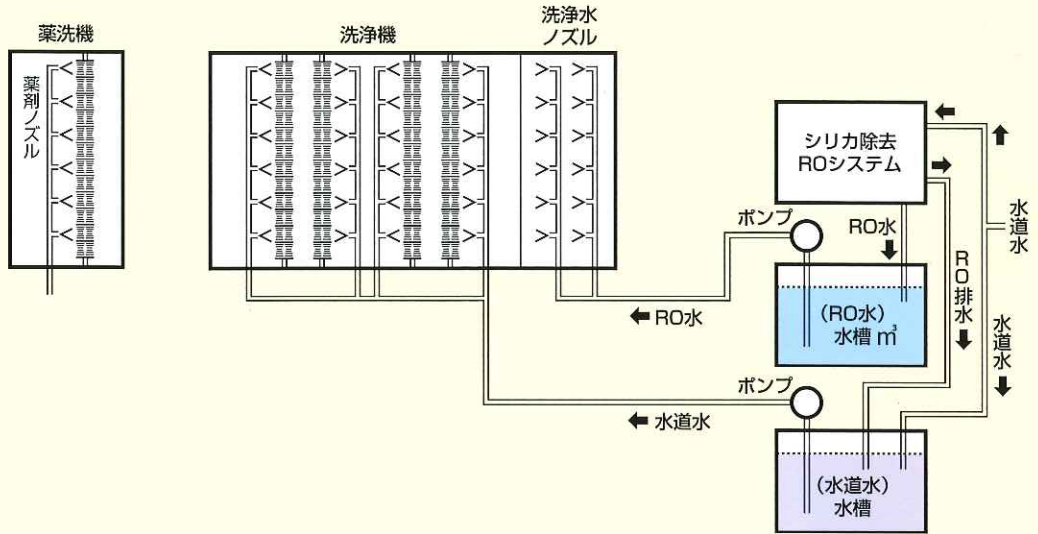 薬洗機
薬剤ノズル
洗浄機
洗浄水
ノズル
シリカ除去
ROシステム
水道水
ポンプ
RO水
RO排水
水道水
(RO水)
水槽 ㎥
RO水
ポンプ
水道水
(水道水)
水槽